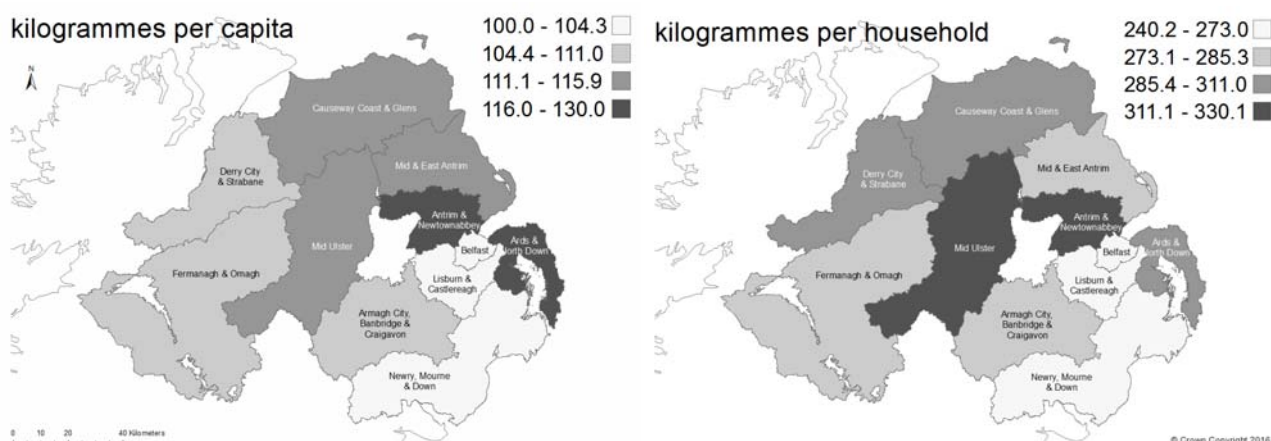 kilogrammes per capita
100.0 - 104.3
104.4 - 111.0
111.1 - 115.9
116.0 - 130.0
N
Causeway Coast & Glens
Derry City
& Strabane
Mid & East Antrim
Antrim &
Newtownabbey
Mid Ulster
Belfast
Ards &
North Down
Fermanagh & Omagh
Lisburn &
Castlereagh
Armagh City,
Banbridge &
Craigavon
Newry, Mourne
& Down
0 10 20 40 Kilometers
kilogrammes per household
240.2 - 273.0
273.1 - 285.3
285.4 - 311.0
311.1 - 330.1
Causeway Coast & Glens
Derry City
& Strabane
Mid & East Antrim
Antrim &
Newtownabbey
Mid Ulster
Belfast
Ards &
North Down
Fermanagh & Omagh
Lisburn &
Castlereagh
Armagh City,
Banbridge &
Craigavon
Newry, Mourne
& Down
© Crown Copyright 2016